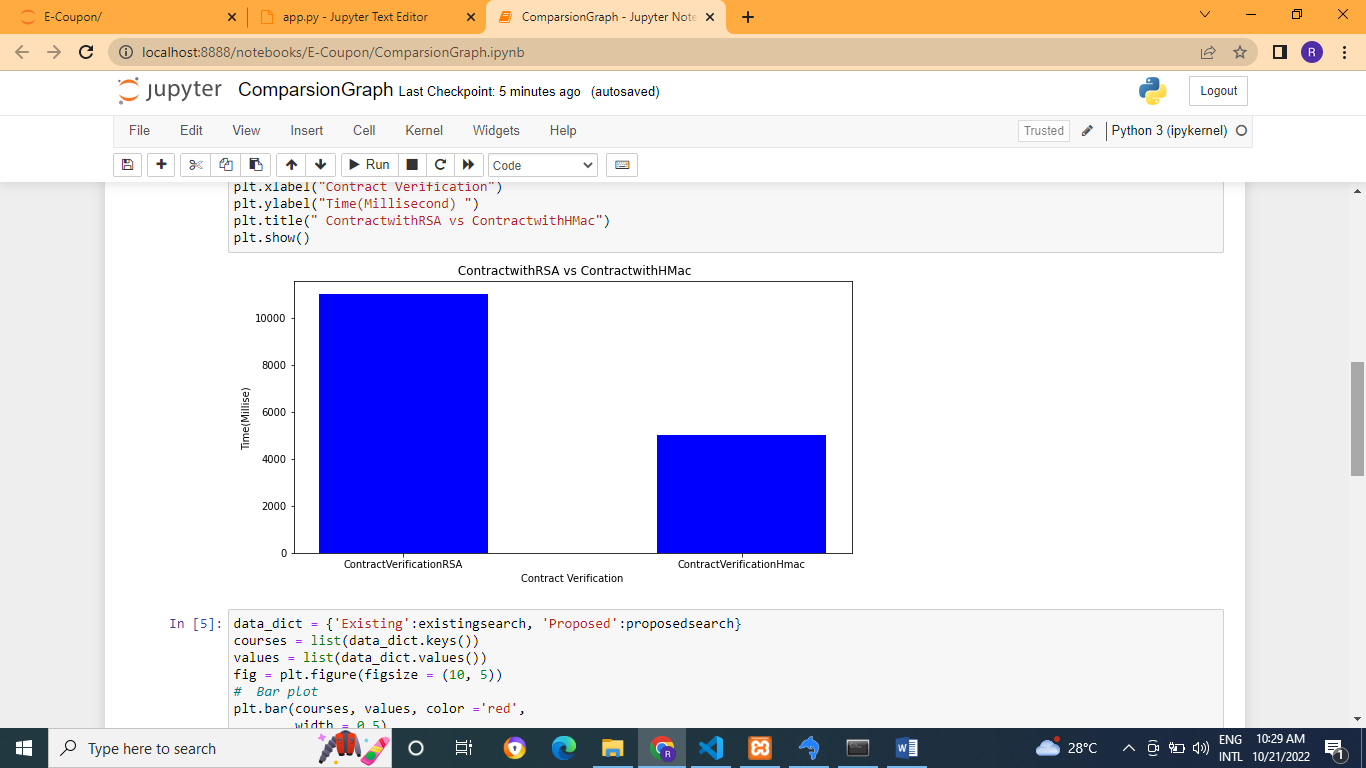 E-Coupon/
app.py - Jupyter Text Editor
ComparsionGraph - Jupyter Note
localhost:8888/notebooks/E-Coupon/ComparsionGraph.ipynb
R
jupyter ComparsionGraph Last Checkpoint: 5 minutes ago (autosaved)
Logout
File Edit View Insert Cell Kernel Widgets Help
Trusted
Python 3 (ipykernel)
Run
Code
plt.xlabel("Contract Verification")
plt.ylabel("Time(Millisecond) ")
plt.title(" ContractwithRSA vs ContractwithHMac")
plt.show()
ContractwithRSA vs ContractwithHMac
10000
8000
6000
4000
2000
0
Time(Millise)
ContractVerificationRSA
ContractVerificationHmac
Contract Verification
In [5]:
data_dict = {'Existing':existingsearch, 'Proposed':proposedsearch}
courses = list(data_dict.keys())
values = list(data_dict.values())
fig = plt.figure(figsize = (10, 5))
#  Bar plot
plt.bar(courses, values, color ='red',
width = 0.5)
Type here to search
R
28°C
ENG
INTL
10:29 AM
10/21/2022
1